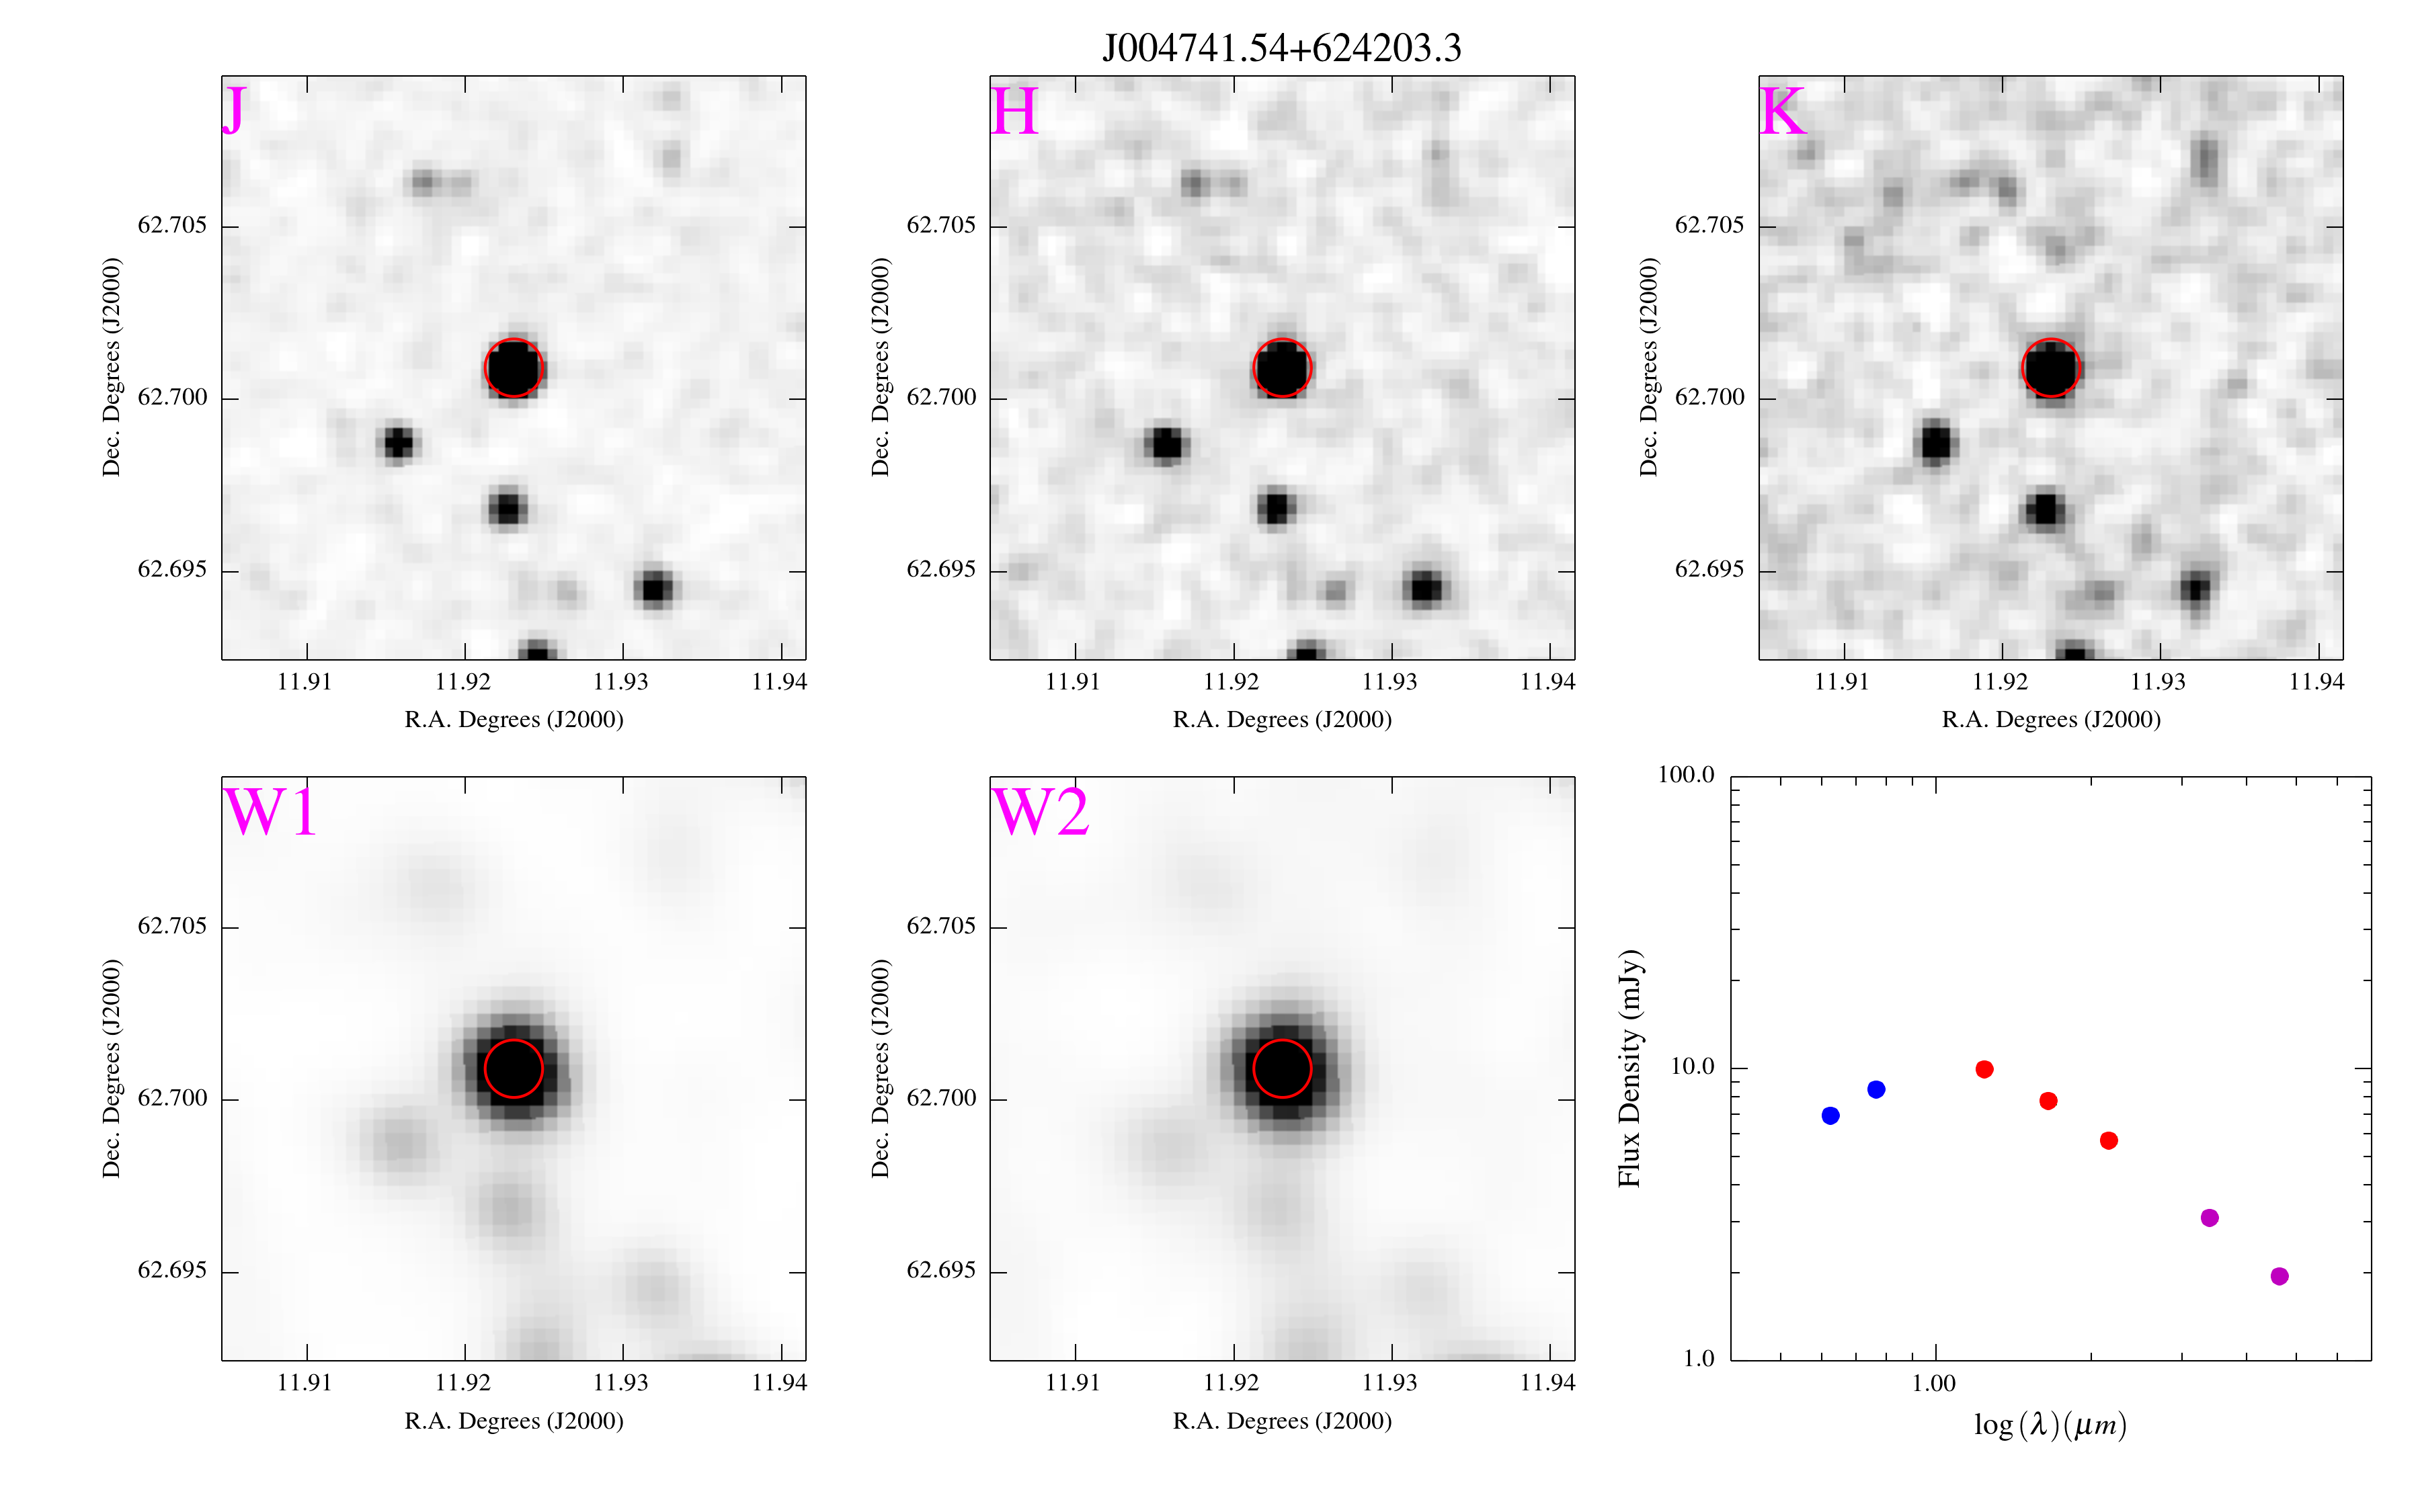 J004741.54+624203.3
J
H
K
Dec. Degrees (J2000)
62.705
62.700
62.695
11.91 11.92 11.93 11.94
R.A. Degrees (J2000)
Dec. Degrees (J2000)
62.705
62.700
62.695
11.91 11.92 11.93 11.94
R.A. Degrees (J2000)
Dec. Degrees (J2000)
62.705
62.700
62.695
11.91 11.92 11.93 11.94
R.A. Degrees (J2000)
W1
Dec. Degrees (J2000)
62.705
62.700
62.695
11.91 11.92 11.93 11.94
R.A. Degrees (J2000)
W2
Dec. Degrees (J2000)
62.705
62.700
62.695
11.91 11.92 11.93 11.94
R.A. Degrees (J2000)
Flux Density (mJy)
100.0
10.0
1.0
1.00
log (λ)(μm)